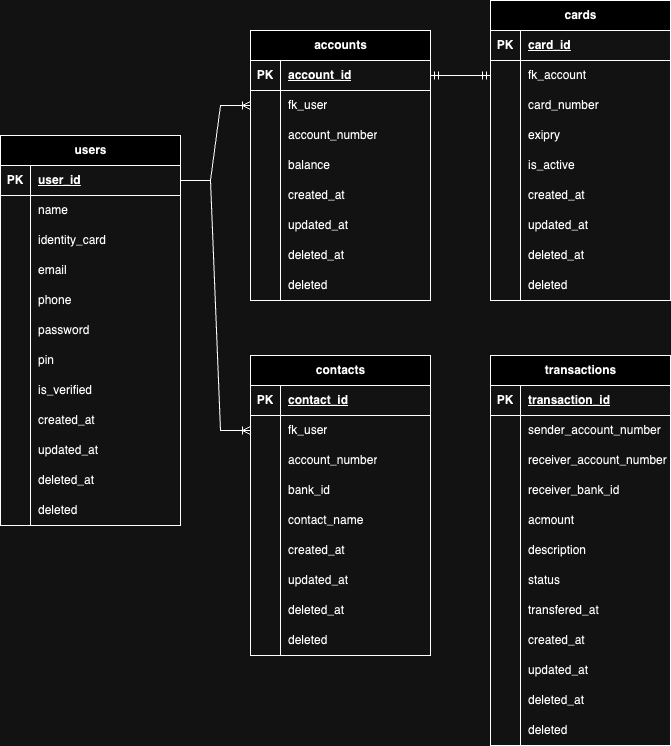 users
PK user_id
name
identity_card
email
phone
password
pin
is_verified
created_at
updated_at
deleted_at
deleted
accounts
PK account_id
fk_user
account_number
balance
created_at
updated_at
deleted_at
deleted
cards
PK card_id
fk_account
card_number
exipry
is_active
created_at
updated_at
deleted_at
deleted
contacts
PK contact_id
fk_user
account_number
bank_id
contact_name
created_at
updated_at
deleted_at
deleted
transactions
PK transaction_id
sender_account_number
receiver_account_number
receiver_bank_id
acmount
description
status
transfered_at
created_at
updated_at
deleted_at
deleted